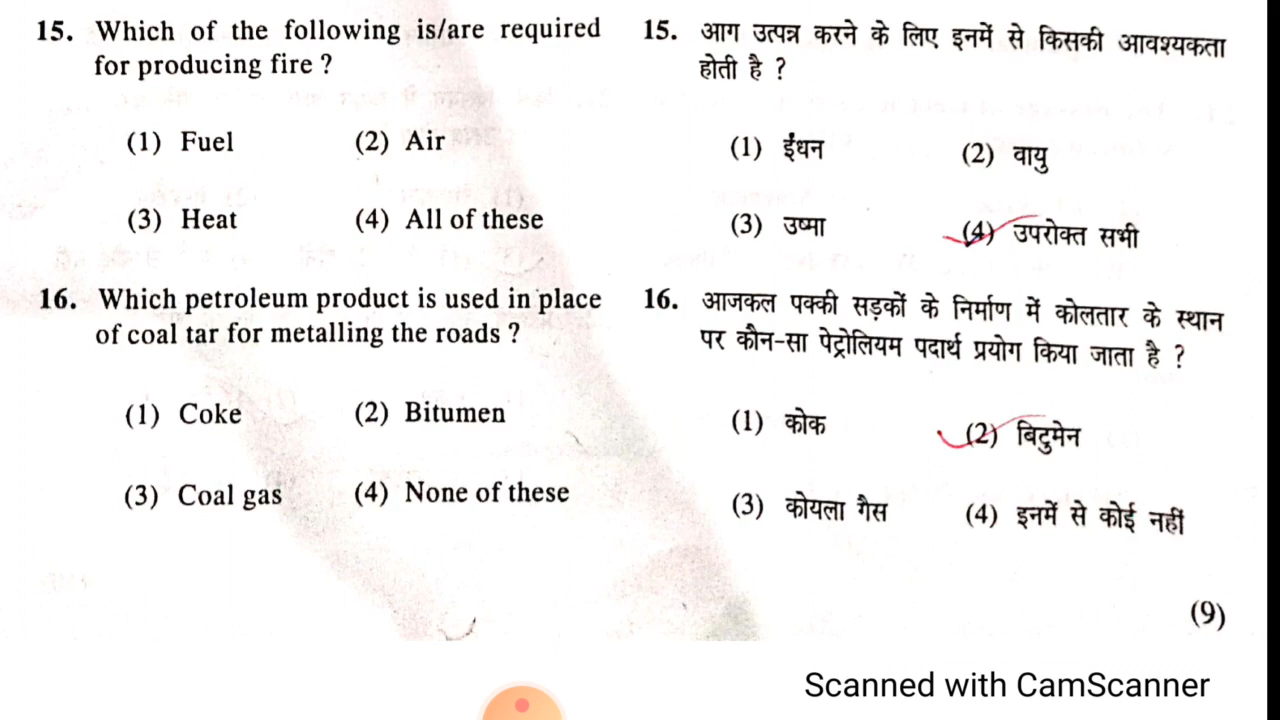 15. Which of the following is/are required
for producing fire ?
(1) Fuel (2) Air
(3) Heat (4) All of these
16. Which petroleum product is used in place
of coal tar for metalling the roads ?
(1) Coke (2) Bitumen
(3) Coal gas (4) None of these
15. आग उत्पन्न करने के लिए इनमें से किसकी आवश्यकता
होती है ?
(1) ईंधन (2) वायु
(3) उष्मा (4) उपरोक्त सभी
16. आजकल पक्की सड़कों के निर्माण में कोलतार के स्थान
पर कौन-सा पेट्रोलियम पदार्थ प्रयोग किया जाता है ?
(1) कोक (2) बिटुमेन
(3) कोयला गैस (4) इनमें से कोई नहीं
(9)
Scanned with CamScanner